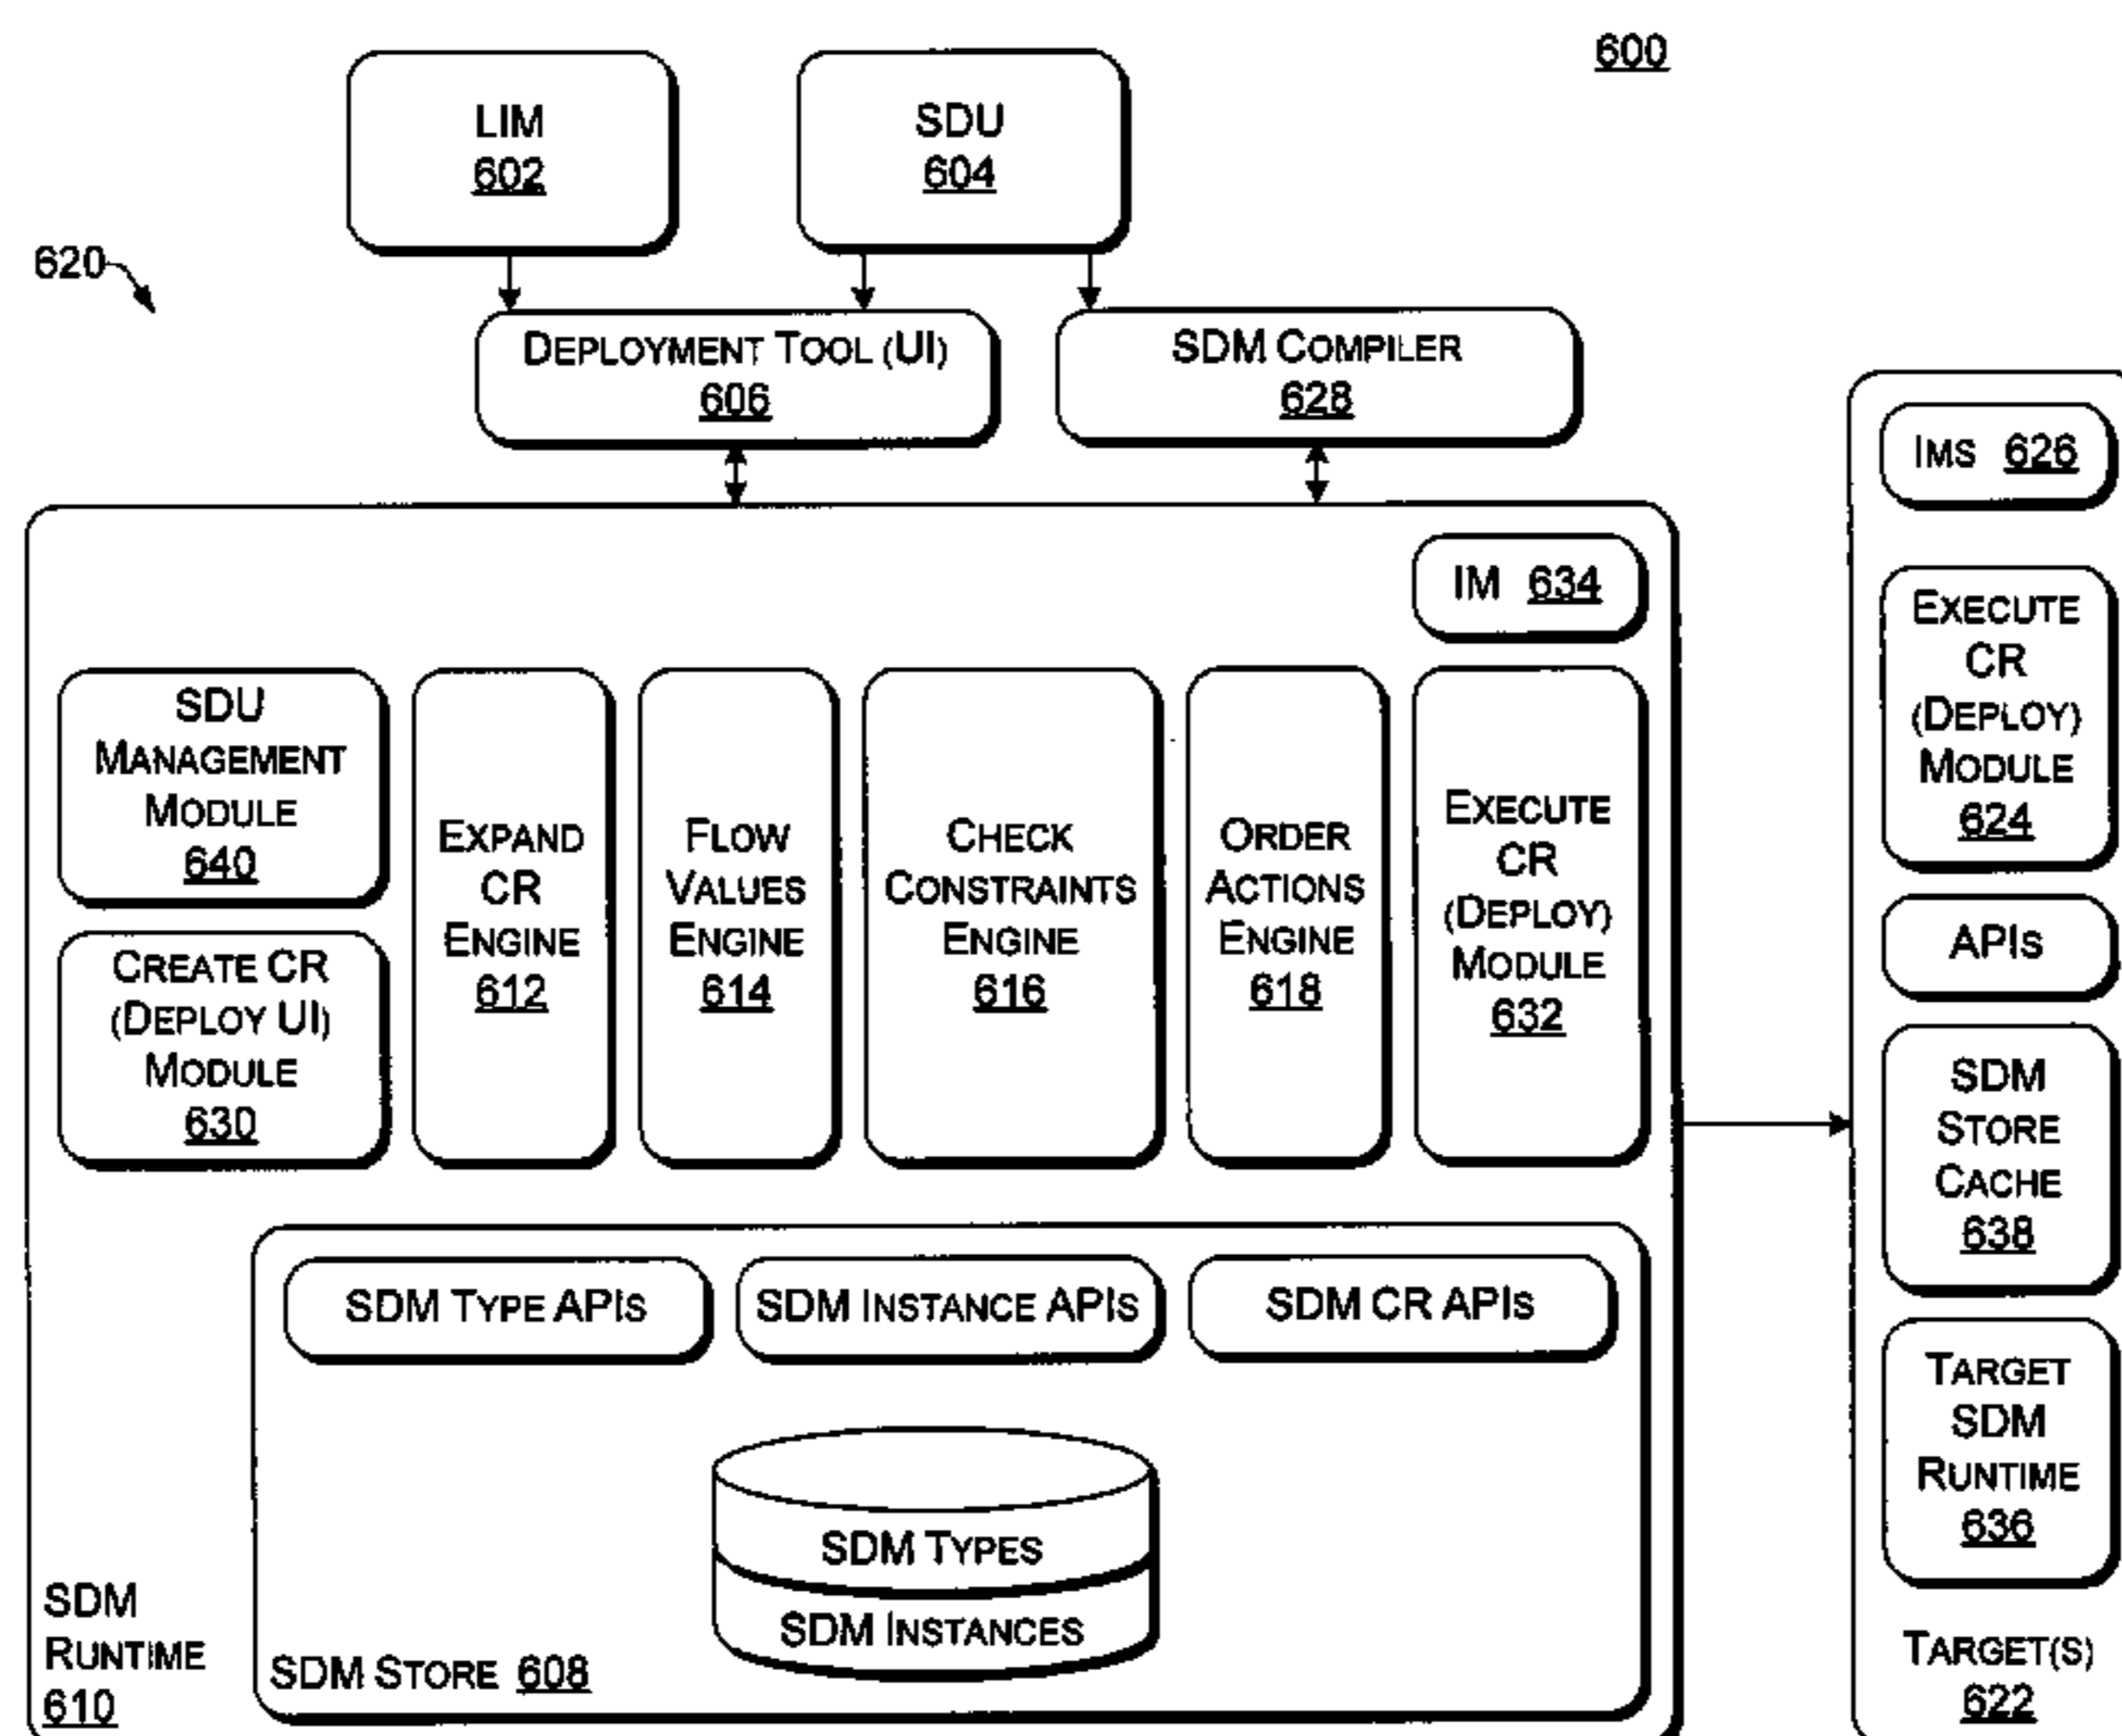 600
LIM
602
SDU
604
620
DEPLOYMENT TOOL (UI)
606
SDM COMPILER
628
IM 634
SDU
MANAGEMENT
MODULE
640
CREATE CR
(DEPLOY UI)
MODULE
630
EXPAND
CR
ENGINE
612
FLOW
VALUES
ENGINE
614
CHECK
CONSTRAINTS
ENGINE
616
ORDER
ACTIONS
ENGINE
618
EXECUTE
CR
(DEPLOY)
MODULE
632
SDM TYPE APIS
SDM INSTANCE APIS
SDM CR APIS
SDM TYPES
SDM INSTANCES
SDM STORE 608
SDM
RUNTIME
610
IMS 626
EXECUTE
CR
(DEPLOY)
MODULE
624
APIS
SDM
STORE
CACHE
638
TARGET
SDM
RUNTIME
636
TARGET(S)
622